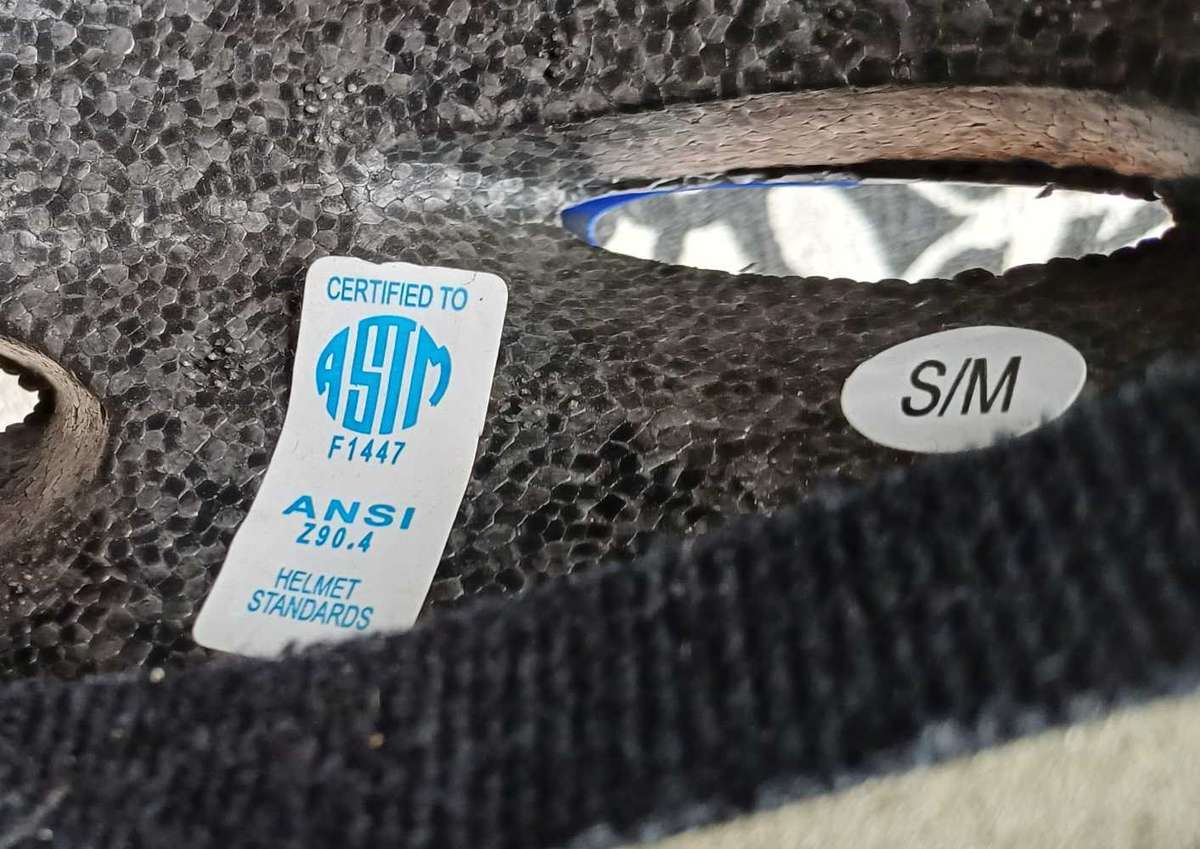 CERTIFIED TO
ASTM
F1447
ANSI
Z90.4
HELMET
STANDARDS
S/M